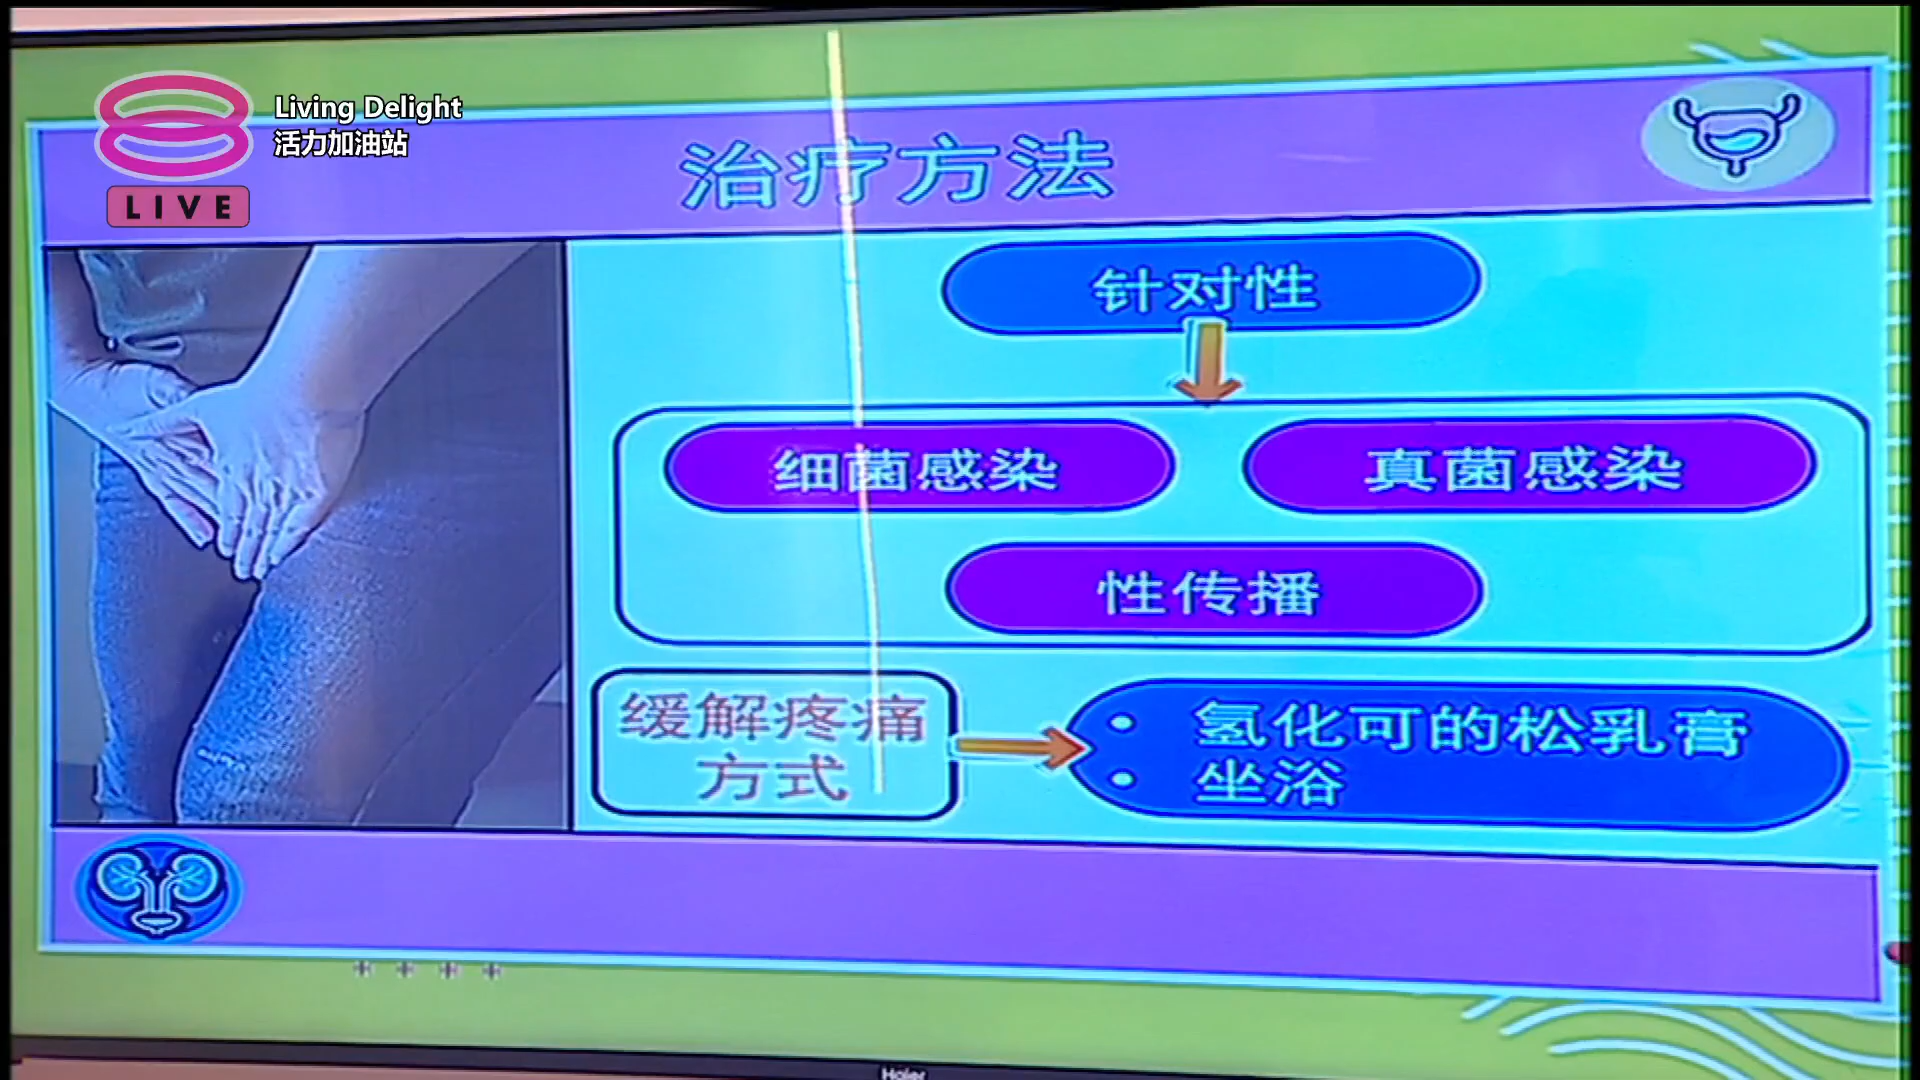 Living Delight
活力加油站
LIVE
治疗方法
针对性
细菌感染
真菌感染
性传播
缓解疼痛
方式
• 氢化可的松乳膏
• 坐浴
Haier